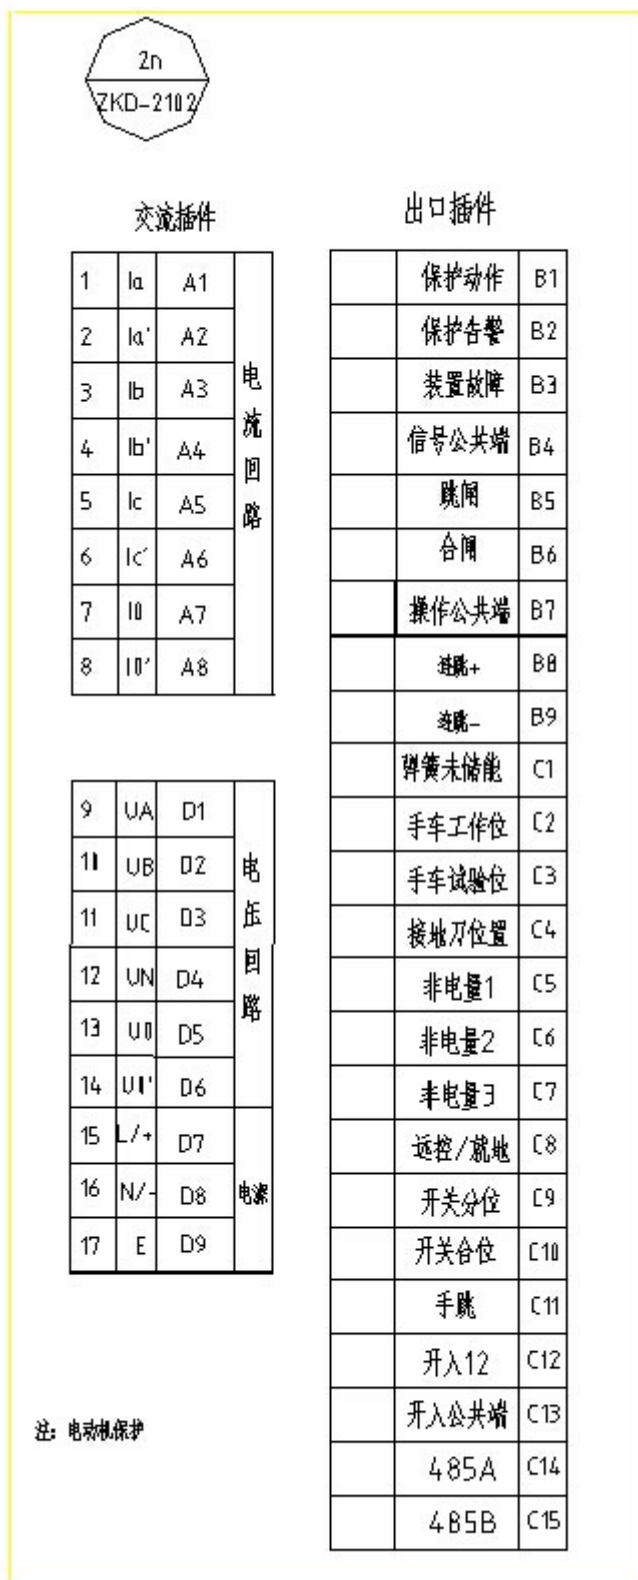 2n
ZKD-2102
交流插件
1 Ia A1
2 Ia' A2
3 Ib A3
4 Ib' A4
5 Ic A5
6 Ic' A6
7 I0 A7
8 I0' A8
电流回路
9 UA D1
10 UB D2
11 UC D3
12 UN D4
13 U0 D5
14 U0' D6
电压回路
15 L/+ D7
16 N/- D8
17 E D9
电源
注: 电动机保护
出口插件
保护动作 B1
保护告警 B2
装置故障 B3
信号公共端 B4
跳闸 B5
合闸 B6
操作公共端 B7
连跳+ B8
连跳- B9
弹簧未储能 C1
手车工作位 C2
手车试验位 C3
接地刀位置 C4
非电量1 C5
非电量2 C6
非电量3 C7
远控/就地 C8
开关分位 C9
开关合位 C10
手跳 C11
开入12 C12
开入公共端 C13
485A C14
485B C15